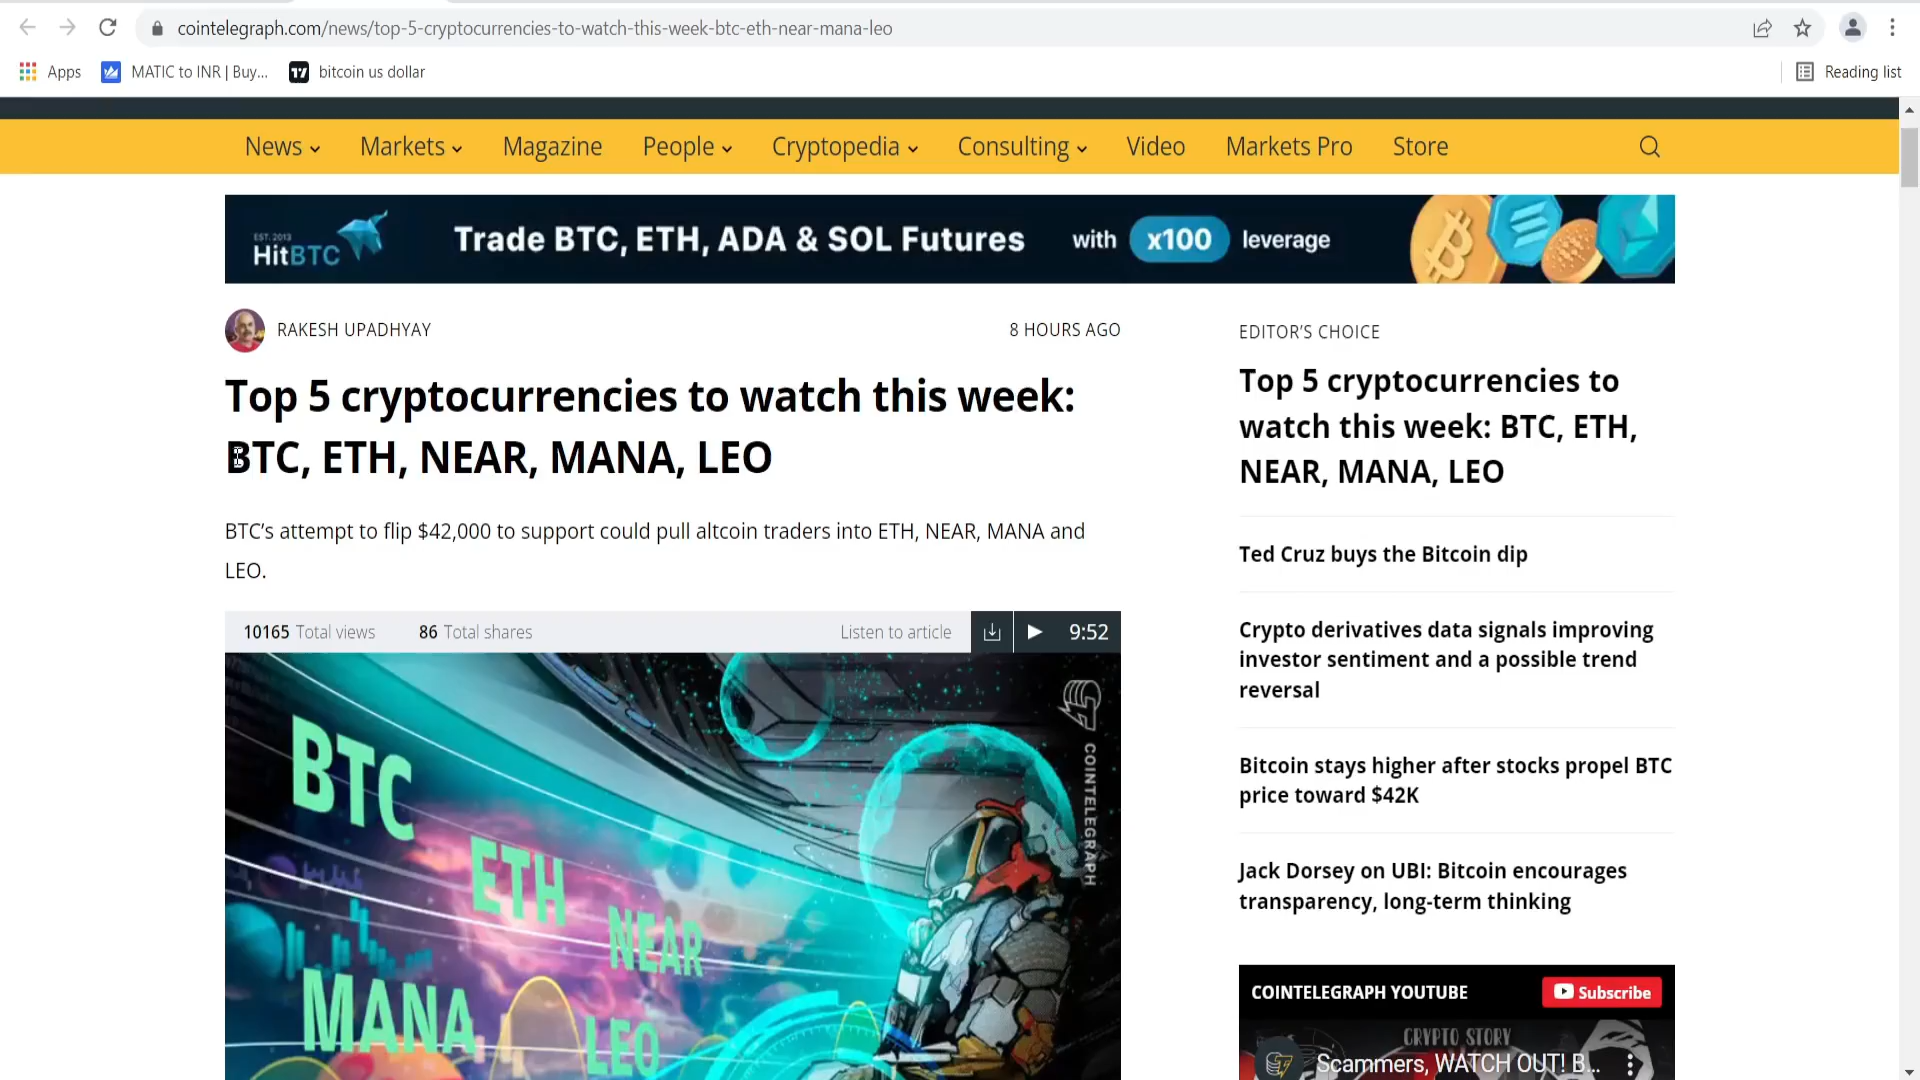 cointelegraph.com/news/top-5-cryptocurrencies-to-watch-this-week-btc-eth-near-mana-leo
Apps MATIC to INR | Buy... bitcoin us dollar Reading list
News Markets Magazine People Cryptopedia Consulting Video Markets Pro Store
EST. 2013
HitBTC
Trade BTC, ETH, ADA & SOL Futures with x100 leverage
RAKESH UPADHYAY
8 HOURS AGO
Top 5 cryptocurrencies to watch this week:
BTC, ETH, NEAR, MANA, LEO
BTC’s attempt to flip $42,000 to support could pull altcoin traders into ETH, NEAR, MANA and
LEO.
10165 Total views 86 Total shares Listen to article 9:52
BTC
ETH
NEAR
MANA
LEO
COINTELEGRAPH
EDITOR’S CHOICE
Top 5 cryptocurrencies to
watch this week: BTC, ETH,
NEAR, MANA, LEO
Ted Cruz buys the Bitcoin dip
Crypto derivatives data signals improving
investor sentiment and a possible trend
reversal
Bitcoin stays higher after stocks propel BTC
price toward $42K
Jack Dorsey on UBI: Bitcoin encourages
transparency, long-term thinking
COINTELEGRAPH YOUTUBE Subscribe
CRYPTO STORY
Scammers, WATCH OUT! B...